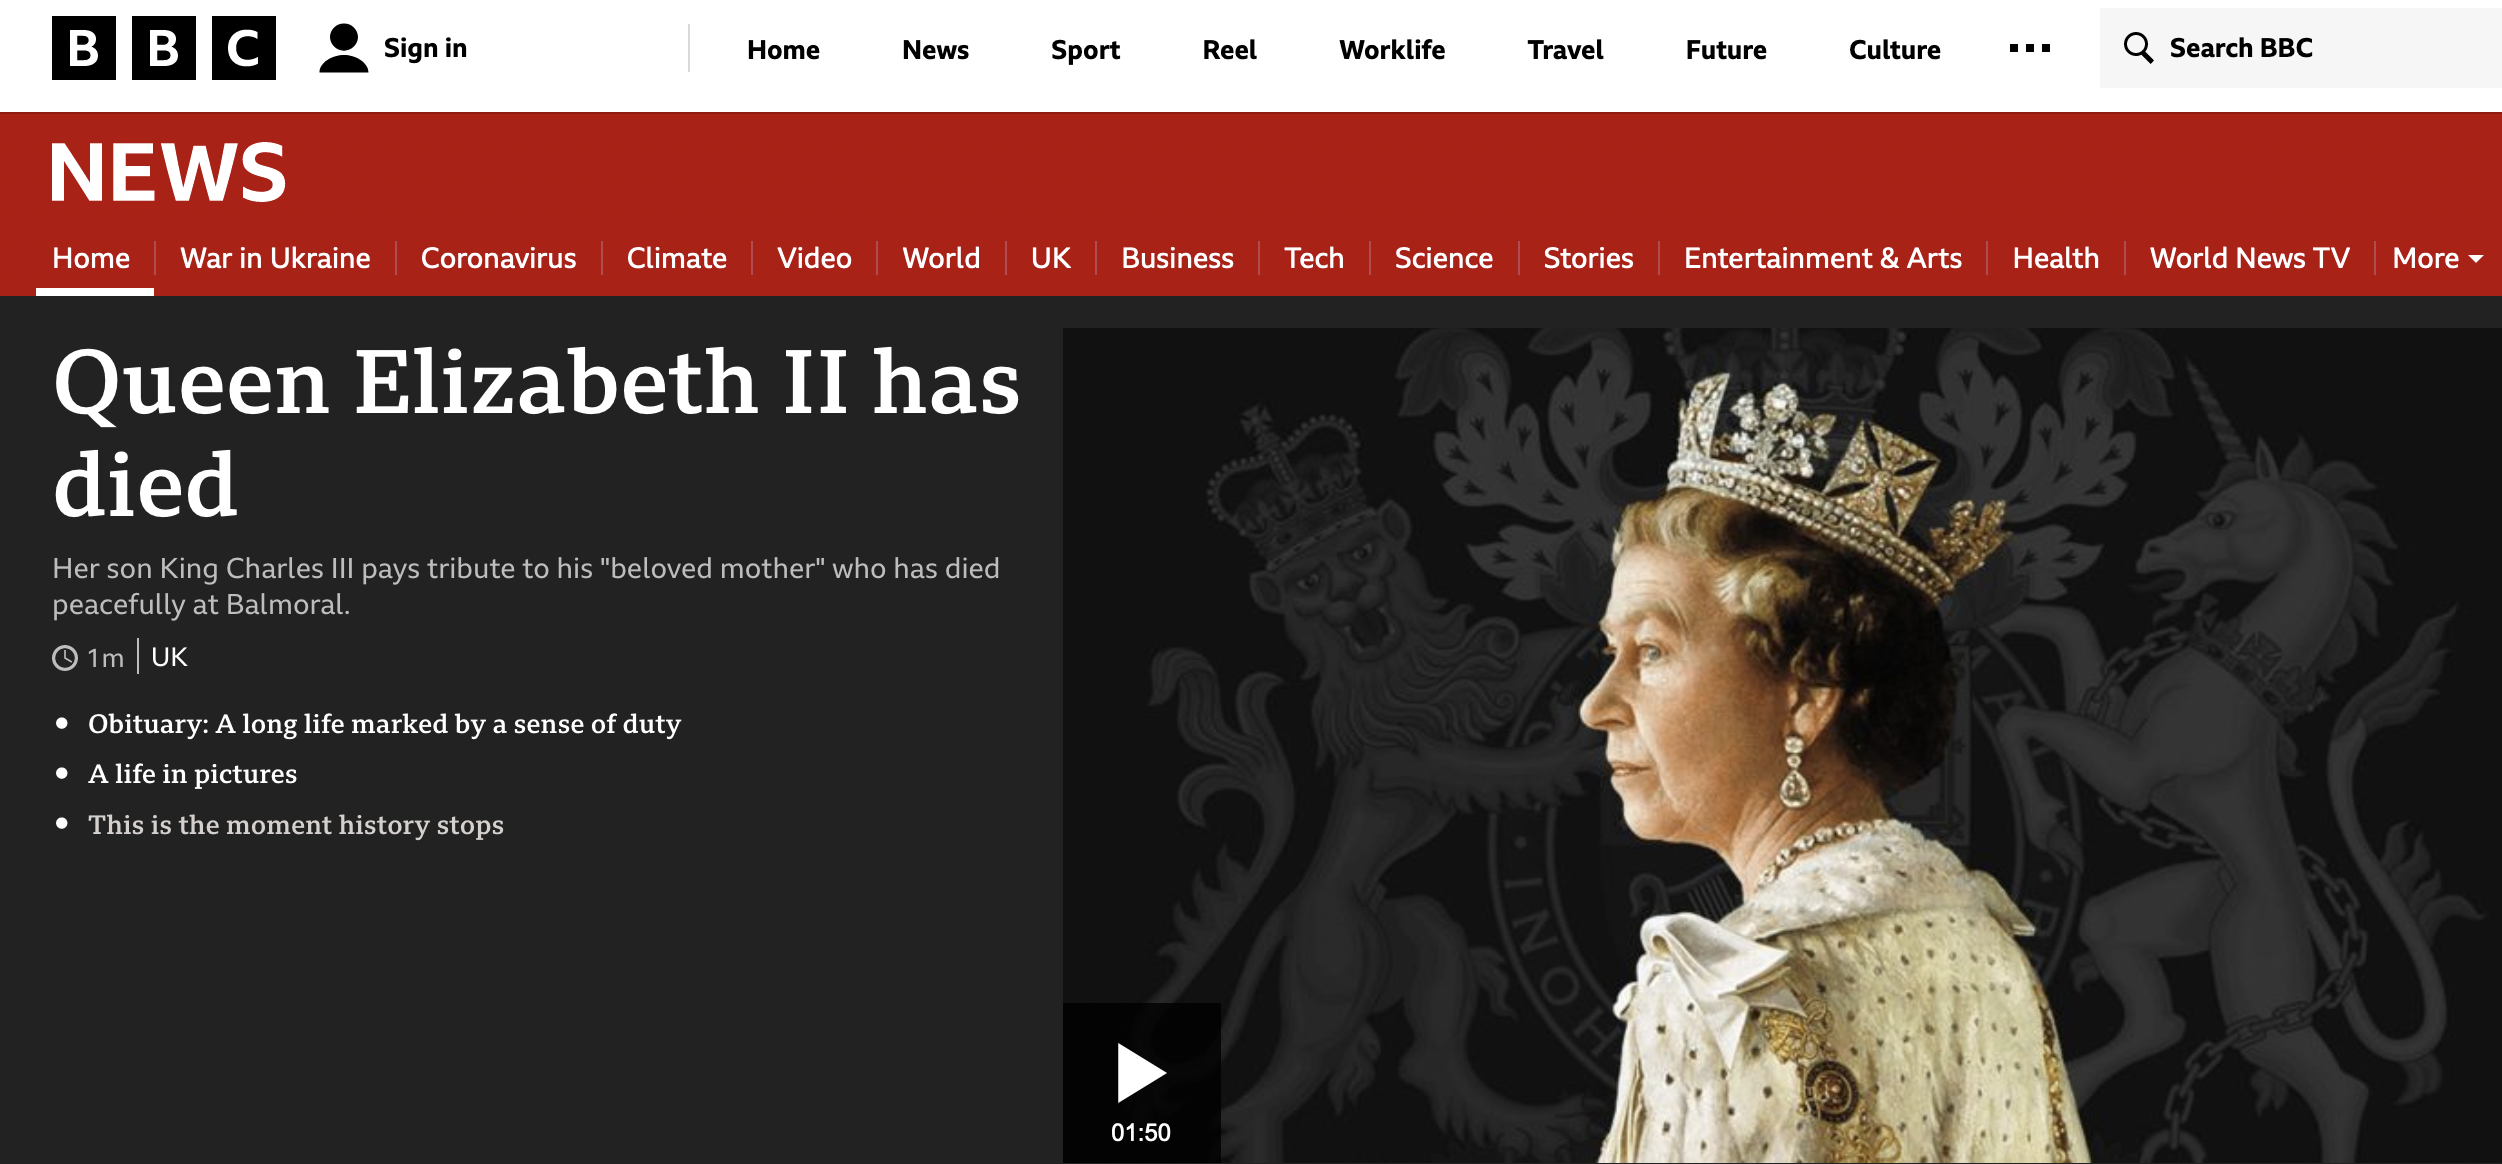 BBC
Sign in
Home
News
Sport
Reel
Worklife
Travel
Future
Culture
Search BBC
NEWS
Home
War in Ukraine
Coronavirus
Climate
Video
World
UK
Business
Tech
Science
Stories
Entertainment & Arts
Health
World News TV
More
Queen Elizabeth II has
died
Her son King Charles III pays tribute to his "beloved mother" who has died
peacefully at Balmoral.
1m
UK
Obituary: A long life marked by a sense of duty
A life in pictures
This is the moment history stops
01:50